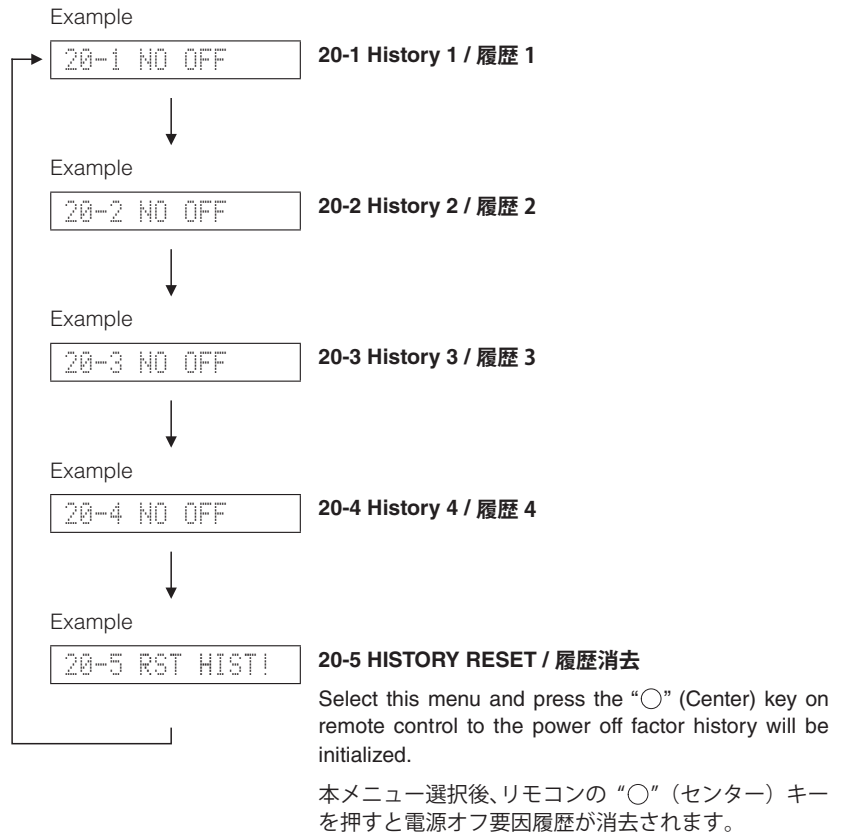 Example
20-1 NO OFF
20-1 History 1 / 履歴 1
Example
20-2 NO OFF
20-2 History 2 / 履歴 2
Example
20-3 NO OFF
20-3 History 3 / 履歴 3
Example
20-4 NO OFF
20-4 History 4 / 履歴 4
Example
20-5 RST HIST!
20-5 HISTORY RESET / 履歴消去
Select this menu and press the “◯” (Center) key on
remote control to the power off factor history will be
initialized.
本メニュー選択後、リモコンの “◯”（センター）キー
を押すと電源オフ要因履歴が消去されます。